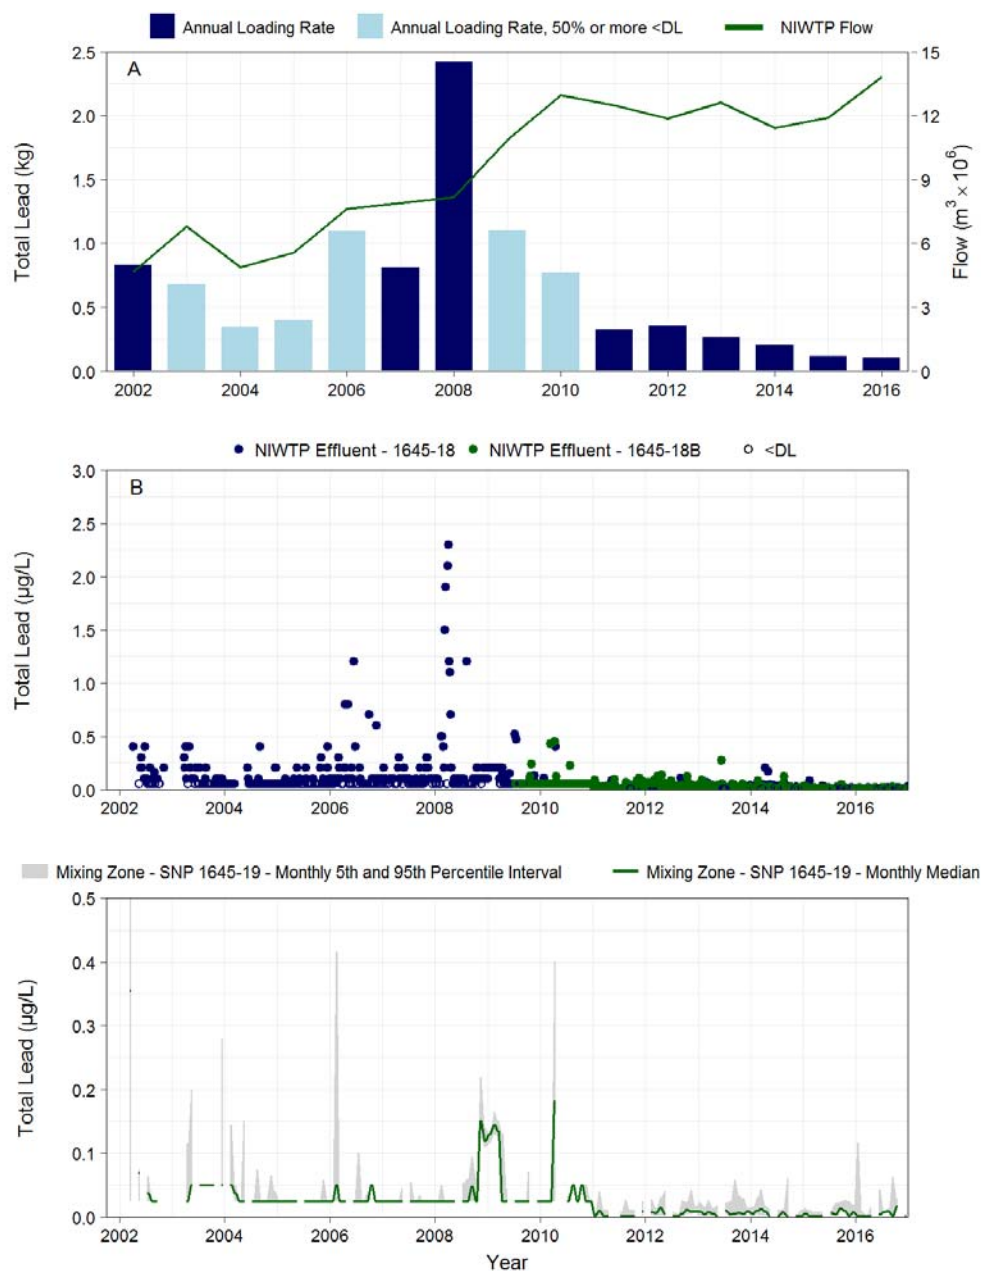 Annual Loading Rate Annual Loading Rate, 50% or more <DL NIWTP Flow
A
2.5
2.0
1.5
1.0
0.5
0.0
Total Lead (kg)
15
12
9
6
3
0
Flow (m³ × 10⁶)
2002 2004 2006 2008 2010 2012 2014 2016
NIWTP Effluent - 1645-18 NIWTP Effluent - 1645-18B <DL
B
3.0
2.5
2.0
1.5
1.0
0.5
0.0
Total Lead (µg/L)
2002 2004 2006 2008 2010 2012 2014 2016
Mixing Zone - SNP 1645-19 - Monthly 5th and 95th Percentile Interval Mixing Zone - SNP 1645-19 - Monthly Median
0.5
0.4
0.3
0.2
0.1
0.0
Total Lead (µg/L)
2002 2004 2006 2008 2010 2012 2014 2016
Year